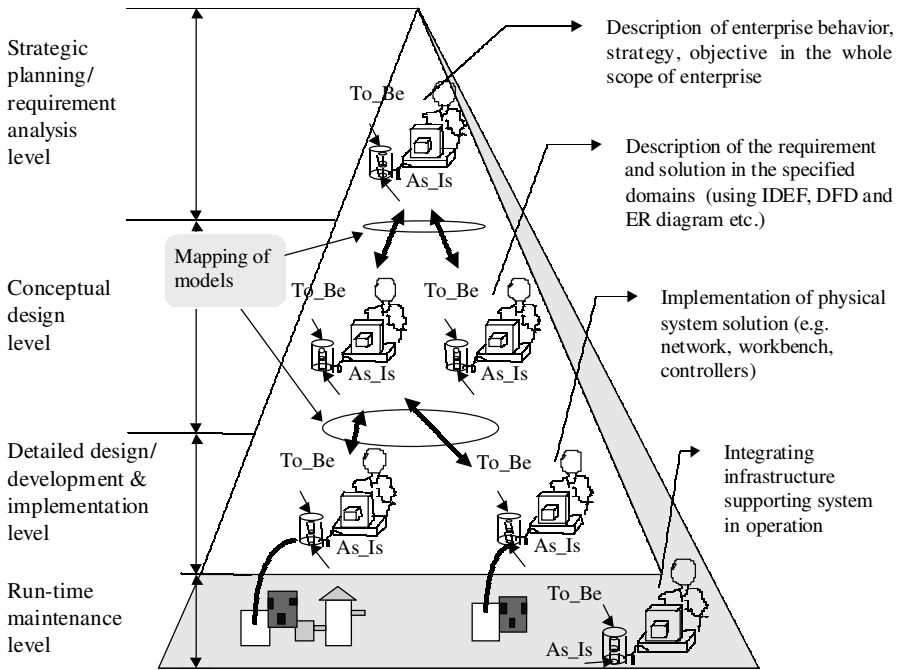 Strategic
planning/
requirement
analysis
level
Description of enterprise behavior,
strategy, objective in the whole
scope of enterprise
To_Be
As_Is
Description of the requirement
and solution in the specified
domains (using IDEF, DFD and
ER diagram etc.)
Mapping of
models
Conceptual
design
level
To_Be
To_Be
As_Is
As_Is
Implementation of physical
system solution (e.g.
network, workbench,
controllers)
Detailed design/
development &
implementation
level
To_Be
To_Be
As_Is
As_Is
Integrating
infrastructure
supporting system
in operation
Run-time
maintenance
level
To_Be
As_Is